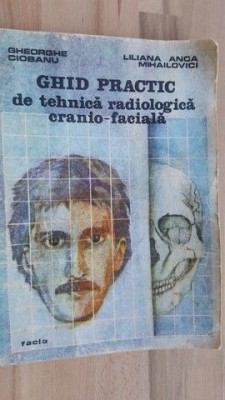 GHEORGHE
CIOBANU
LILIANA ANCA
MIHAILOVICI
GHID PRACTIC
de tehnică radiologică
cranio-facială
facla